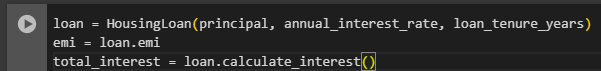 loan = HousingLoan(principal, annual_interest_rate, loan_tenure_years)
emi = loan.emi
total_interest = loan.calculate_interest()